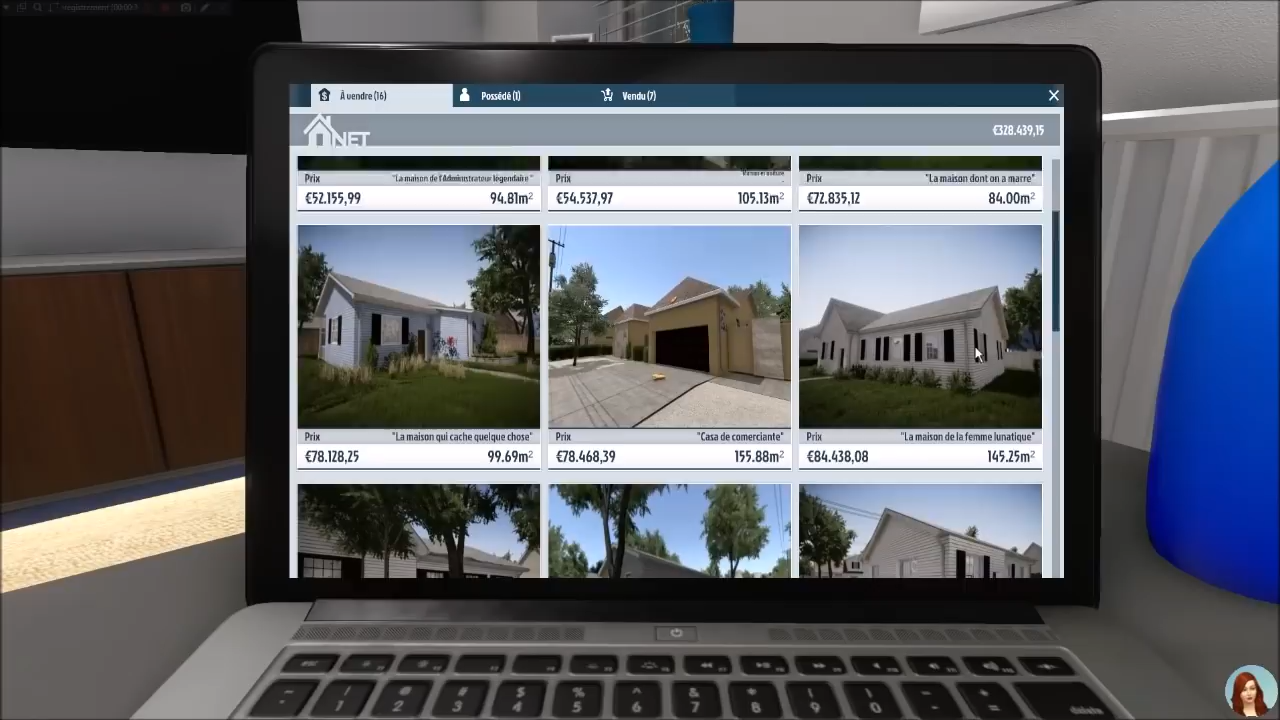 À vendre (16)
Possédé (1)
Vendu (7)
NET
€328.439,15
Prix "La maison de l'Administrateur légendaire"
€52.155,99 94.81m²
Prix
€54.537,97 105.13m²
Prix "La maison dont on a marre"
€72.835,12 84.00m²
Prix "La maison qui cache quelque chose"
€78.128,25 99.69m²
Prix "Casa de comerciante"
€78.468,39 155.88m²
Prix "La maison de la femme lunatique"
€84.438,08 145.25m²